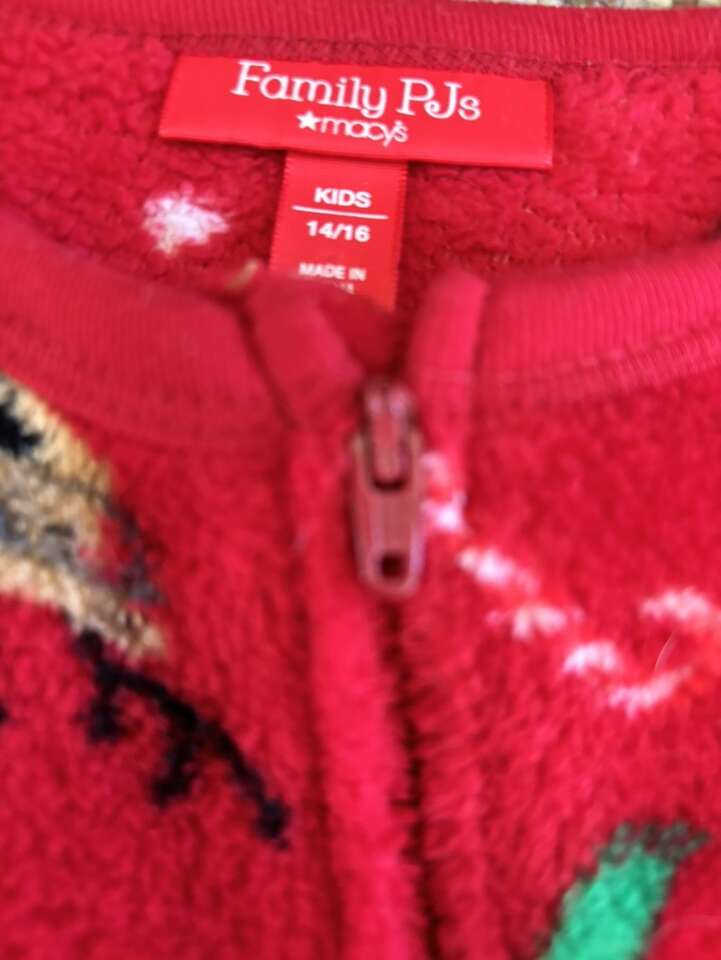 Family PJs
★macy's
KIDS
14/16
MADE IN